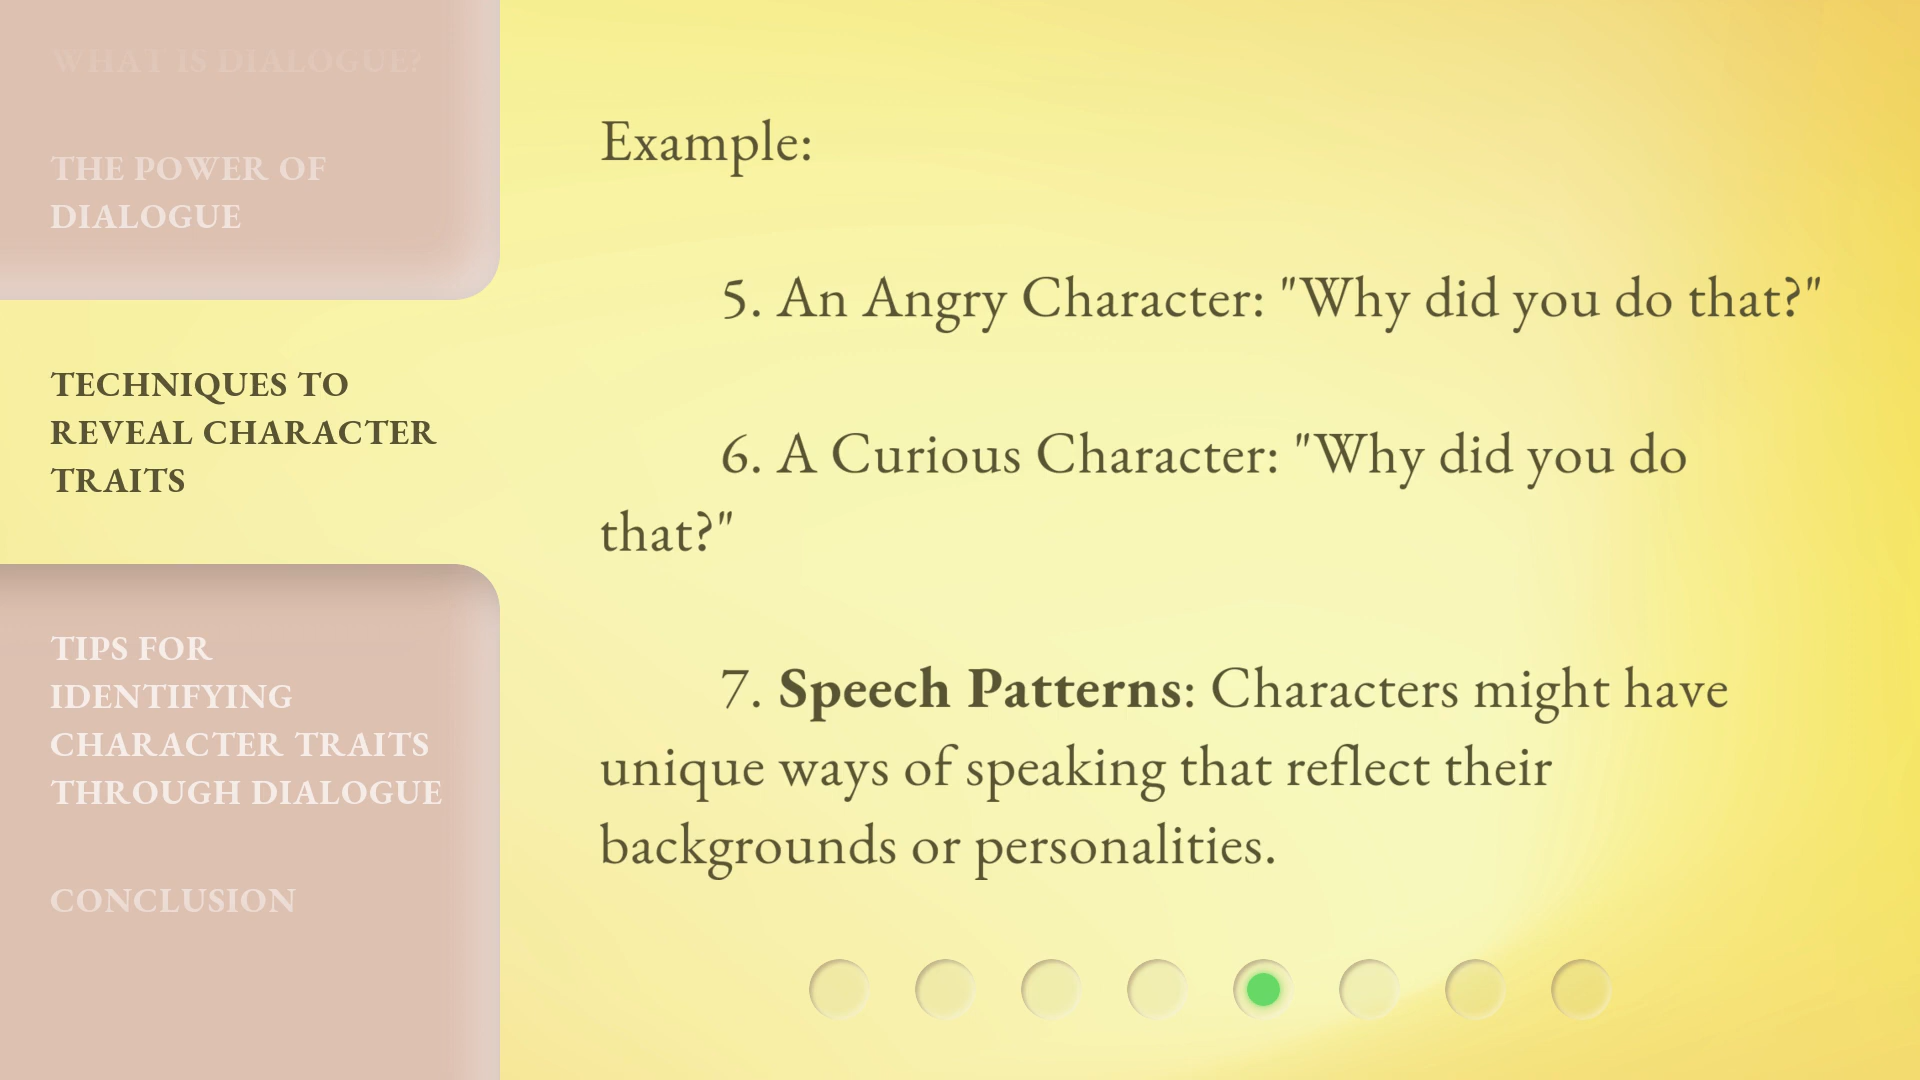 WHAT IS DIALOGUE?
THE POWER OF
DIALOGUE
TECHNIQUES TO
REVEAL CHARACTER
TRAITS
TIPS FOR
IDENTIFYING
CHARACTER TRAITS
THROUGH DIALOGUE
CONCLUSION
Example:
5. An Angry Character: "Why did you do that?"
6. A Curious Character: "Why did you do
that?"
7. Speech Patterns: Characters might have
unique ways of speaking that reflect their
backgrounds or personalities.